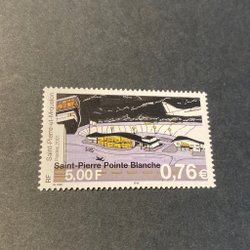 Saint-Pierre-et-Miquelon
RF
Saint-Pierre Pointe Blanche
5,00F 0,76€